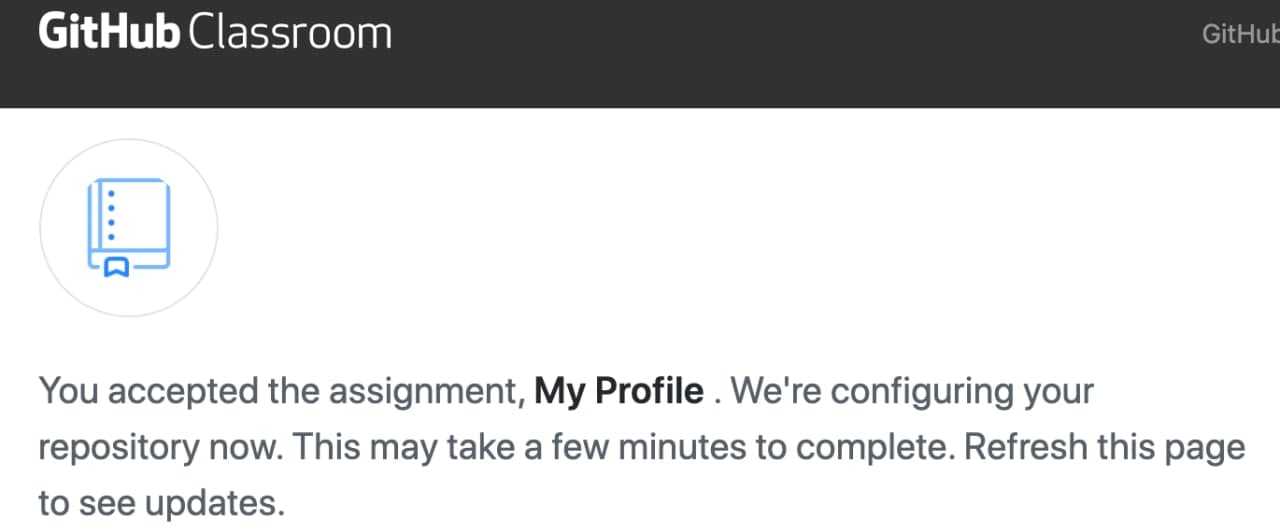 GitHub Classroom
GitHub
You accepted the assignment, My Profile . We're configuring your
repository now. This may take a few minutes to complete. Refresh this page
to see updates.